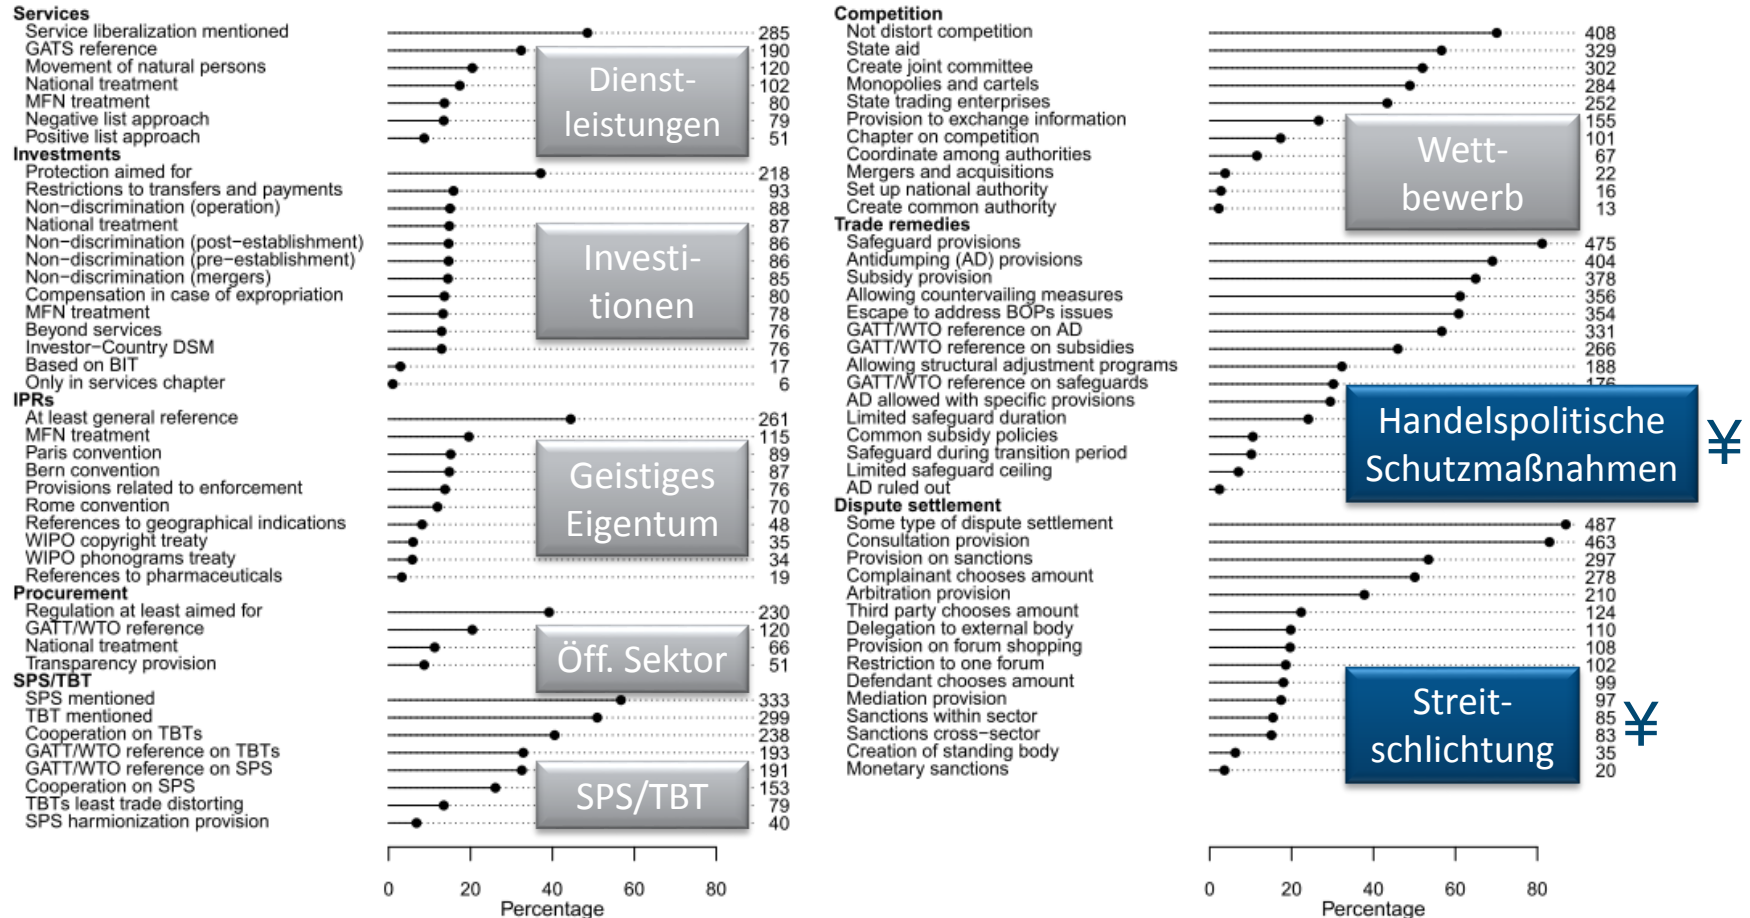 Services
Service liberalization mentioned 285
GATS reference 190
Movement of natural persons 120
National treatment 102
MFN treatment 80
Negative list approach 79
Positive list approach 51
Dienst-
leistungen
Investments
Protection aimed for 218
Restrictions to transfers and payments 93
Non−discrimination (operation) 88
National treatment 87
Non−discrimination (post−establishment) 86
Non−discrimination (pre−establishment) 86
Non−discrimination (mergers) 85
Compensation in case of expropriation 80
MFN treatment 78
Beyond services 76
Investor−Country DSM 76
Based on BIT 17
Only in services chapter 6
Investi-
tionen
IPRs
At least general reference 261
MFN treatment 115
Paris convention 89
Bern convention 87
Provisions related to enforcement 76
Rome convention 70
References to geographical indications 48
WIPO copyright treaty 35
WIPO phonograms treaty 34
References to pharmaceuticals 19
Geistiges
Eigentum
Procurement
Regulation at least aimed for 230
GATT/WTO reference 120
National treatment 66
Transparency provision 51
Öff. Sektor
SPS/TBT
SPS mentioned 333
TBT mentioned 299
Cooperation on TBTs 238
GATT/WTO reference on TBTs 193
GATT/WTO reference on SPS 191
Cooperation on SPS 153
TBTs least trade distorting 79
SPS harmionization provision 40
SPS/TBT
0 20 40 60 80
Percentage
Competition
Not distort competition 408
State aid 329
Create joint committee 302
Monopolies and cartels 284
State trading enterprises 252
Provision to exchange information 155
Chapter on competition 101
Coordinate among authorities 67
Mergers and acquisitions 22
Set up national authority 16
Create common authority 13
Wett-
bewerb
Trade remedies
Safeguard provisions 475
Antidumping (AD) provisions 404
Subsidy provision 378
Allowing countervailing measures 356
Escape to address BOPs issues 354
GATT/WTO reference on AD 331
GATT/WTO reference on subsidies 266
Allowing structural adjustment programs 188
GATT/WTO reference on safeguards 176
AD allowed with specific provisions
Limited safeguard duration
Common subsidy policies
Safeguard during transition period
Limited safeguard ceiling
AD ruled out
Handelspolitische
Schutzmaßnahmen
¥
Dispute settlement
Some type of dispute settlement 487
Consultation provision 463
Provision on sanctions 297
Complainant chooses amount 278
Arbitration provision 210
Third party chooses amount 124
Delegation to external body 110
Provision on forum shopping 108
Restriction to one forum 102
Defendant chooses amount 99
Mediation provision 97
Sanctions within sector 85
Sanctions cross−sector 83
Creation of standing body 35
Monetary sanctions 20
Streit-
schlichtung
¥
0 20 40 60 80
Percentage